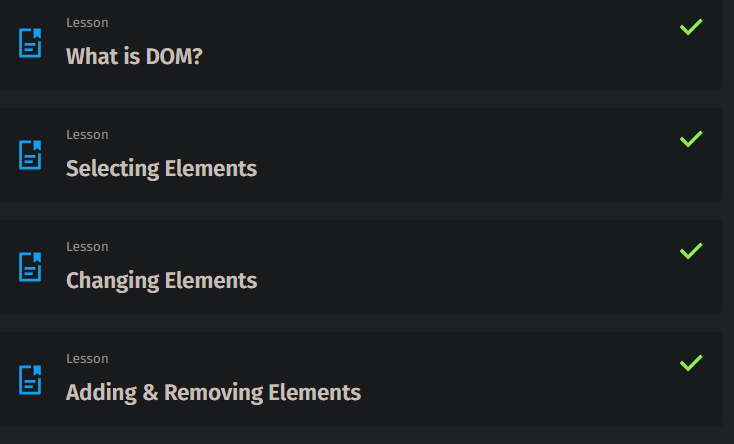 Lesson
What is DOM?
Lesson
Selecting Elements
Lesson
Changing Elements
Lesson
Adding & Removing Elements